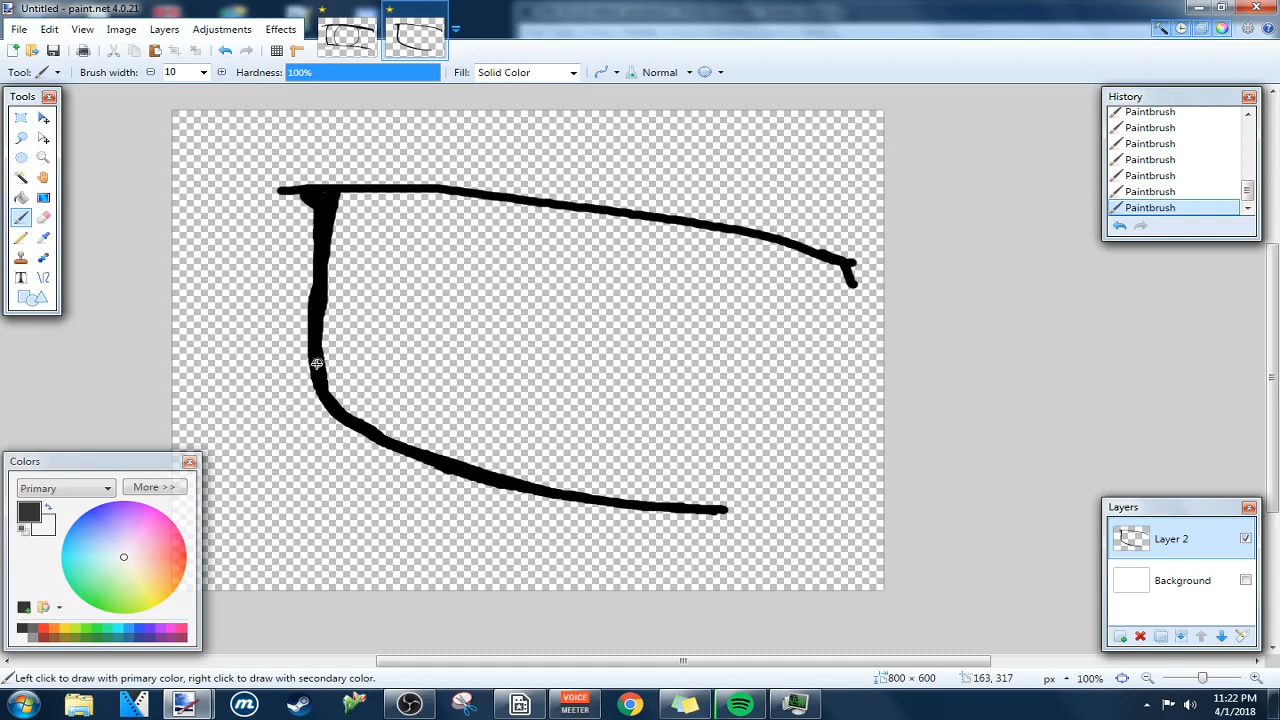 Untitled - paint.net 4.0.21
File Edit View Image Layers Adjustments Effects
Tool: Brush width: 10 Hardness: 100% Fill: Solid Color Normal
Tools
History
Paintbrush
Paintbrush
Paintbrush
Paintbrush
Paintbrush
Paintbrush
Paintbrush
Colors
Primary More >>
Layers
Layer 2
Background
Left click to draw with primary color, right click to draw with secondary color. 800 × 600 163, 317 px 100%
VOICE
MEETER
11:22 PM
4/1/2018